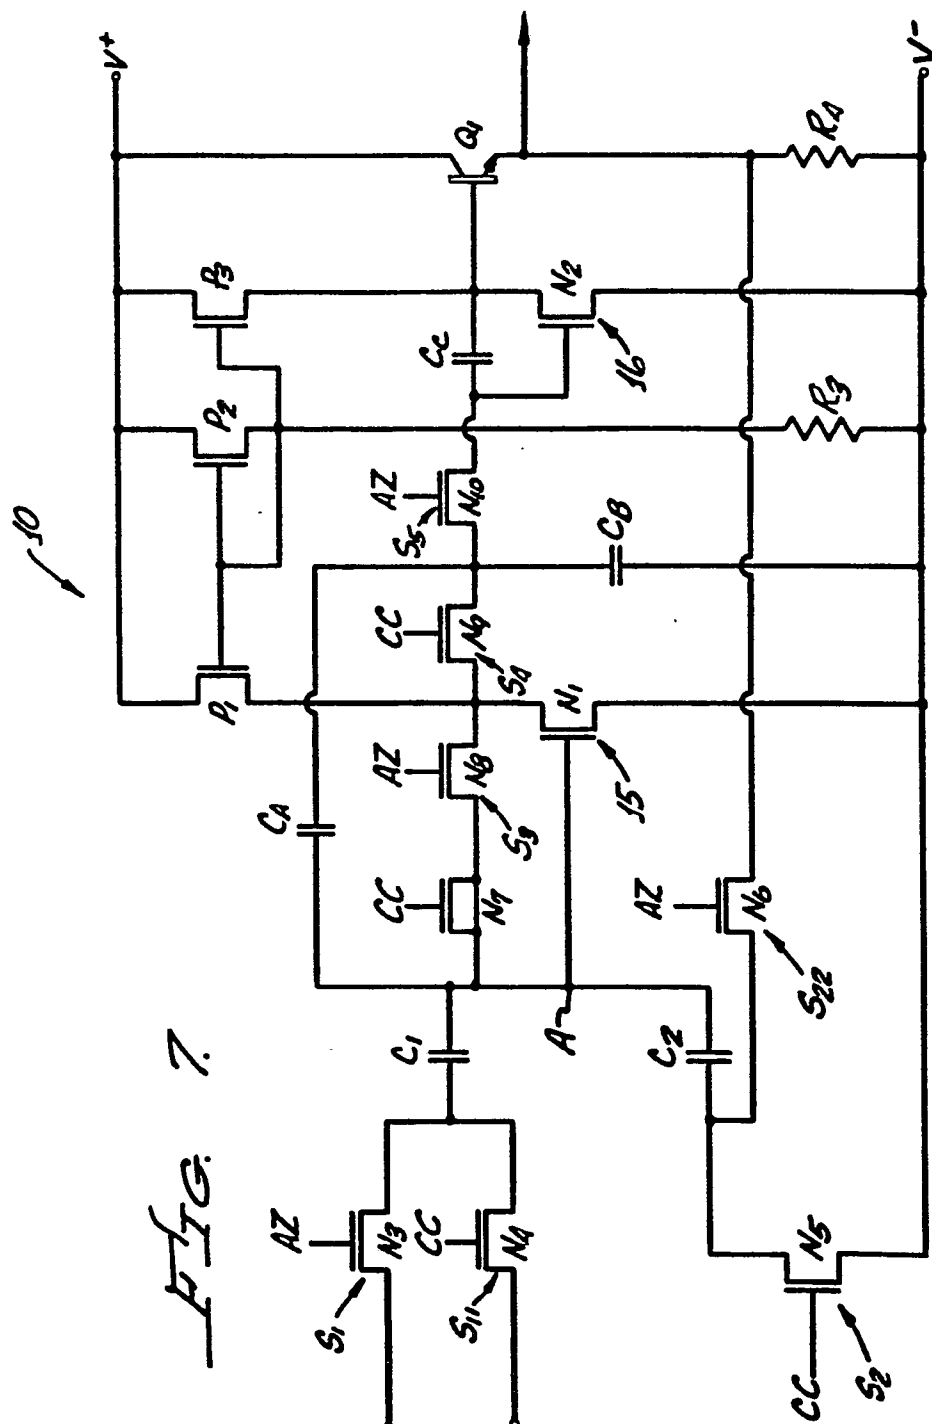 FIG. 7.
10
V+
P1
P2
P3
Q1
CA
CC
AZ
CC
AZ
CC
N7
N8
S3
N9
S4
N10
S5
C1
AZ
N3
S1
CC
N4
S11
A
N1
15
CB
N2
16
C2
AZ
N6
S22
R3
R4
CC
N5
S2
V-